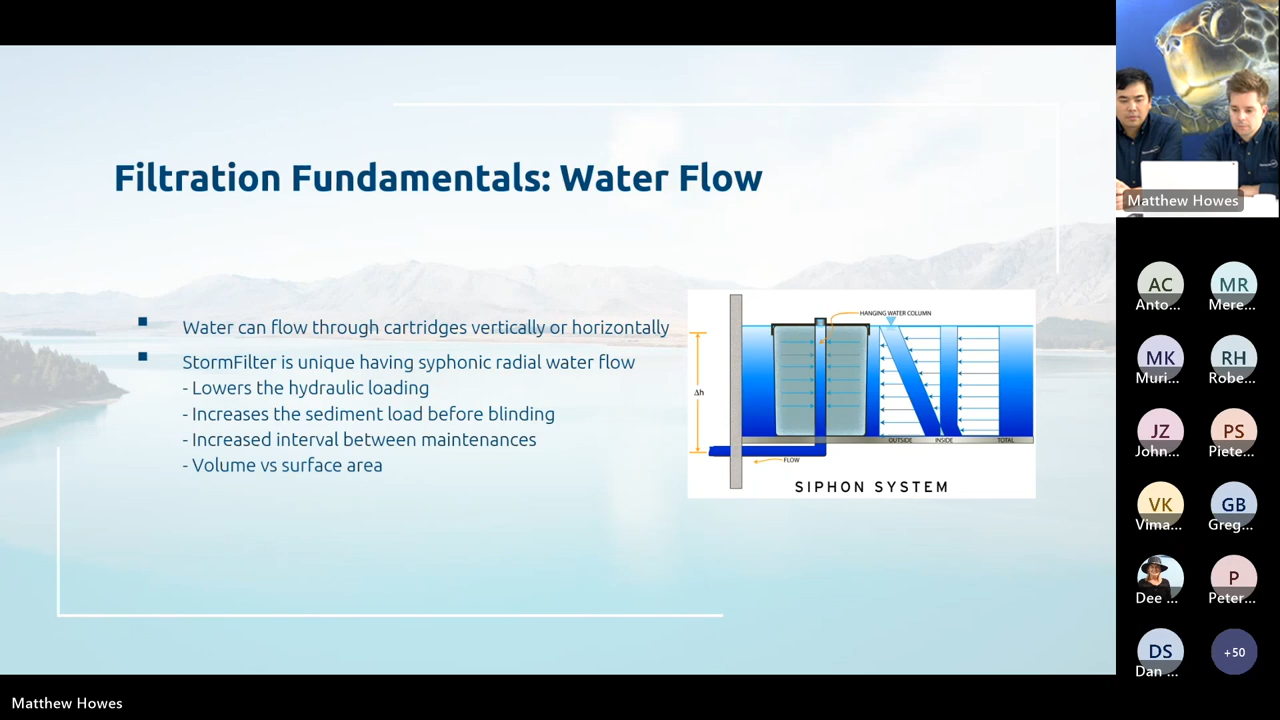 Filtration Fundamentals: Water Flow
Water can flow through cartridges vertically or horizontally
StormFilter is unique having syphonic radial water flow
- Lowers the hydraulic loading
- Increases the sediment load before blinding
- Increased interval between maintenances
- Volume vs surface area
HANGING WATER COLUMN
Δh
OUTSIDE
INSIDE
TOTAL
FLOW
SIPHON SYSTEM
Matthew Howes
AC
Anto...
MR
Mere...
MK
Muri...
RH
Robe...
JZ
John...
PS
Piete...
VK
Vima...
GB
Greg...
Dee ...
P
Peter...
DS
Dan ...
+50
Matthew Howes